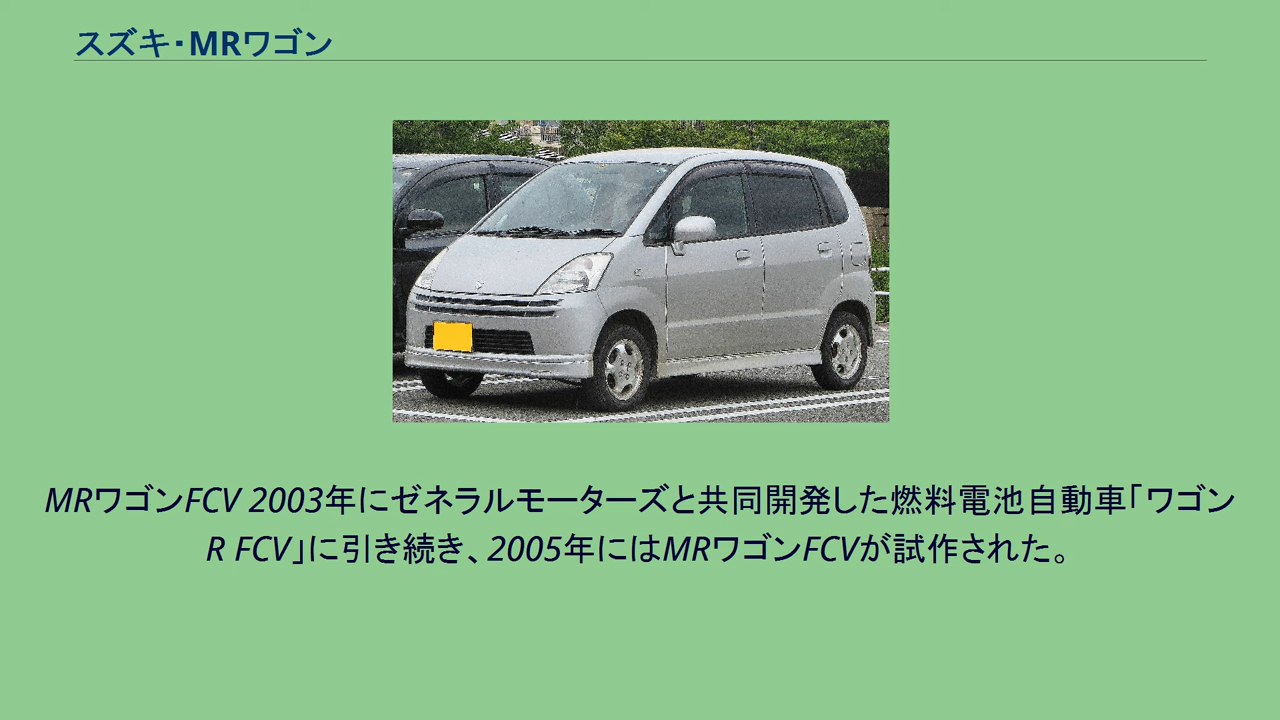 スズキ・MRワゴン
MRワゴンFCV 2003年にゼネラルモーターズと共同開発した燃料電池自動車「ワゴン
R FCV」に引き続き、2005年にはMRワゴンFCVが試作された。